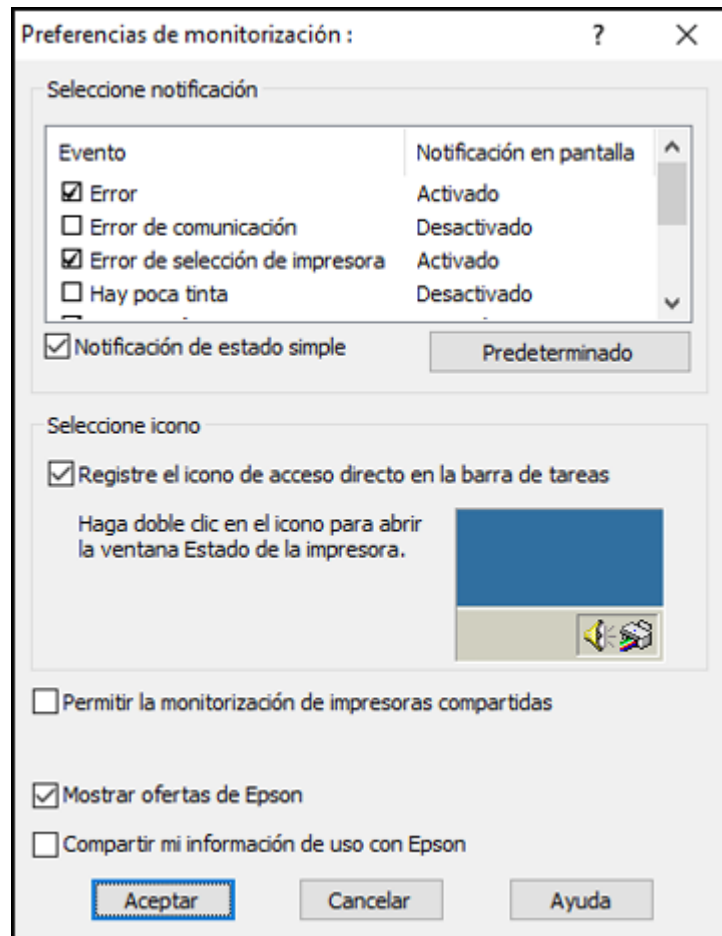 Preferencias de monitorización :
Seleccione notificación
Evento Notificación en pantalla
Error Activado
Error de comunicación Desactivado
Error de selección de impresora Activado
Hay poca tinta Desactivado
Notificación de estado simple Predeterminado
Seleccione icono
Registre el icono de acceso directo en la barra de tareas
Haga doble clic en el icono para abrir
la ventana Estado de la impresora.
Permitir la monitorización de impresoras compartidas
Mostrar ofertas de Epson
Compartir mi información de uso con Epson
Aceptar Cancelar Ayuda